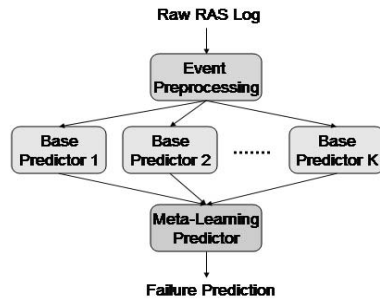 Raw RAS Log
Event
Preprocessing
Base
Predictor 1
Base
Predictor 2
........
Base
Predictor K
Meta-Learning
Predictor
Failure Prediction